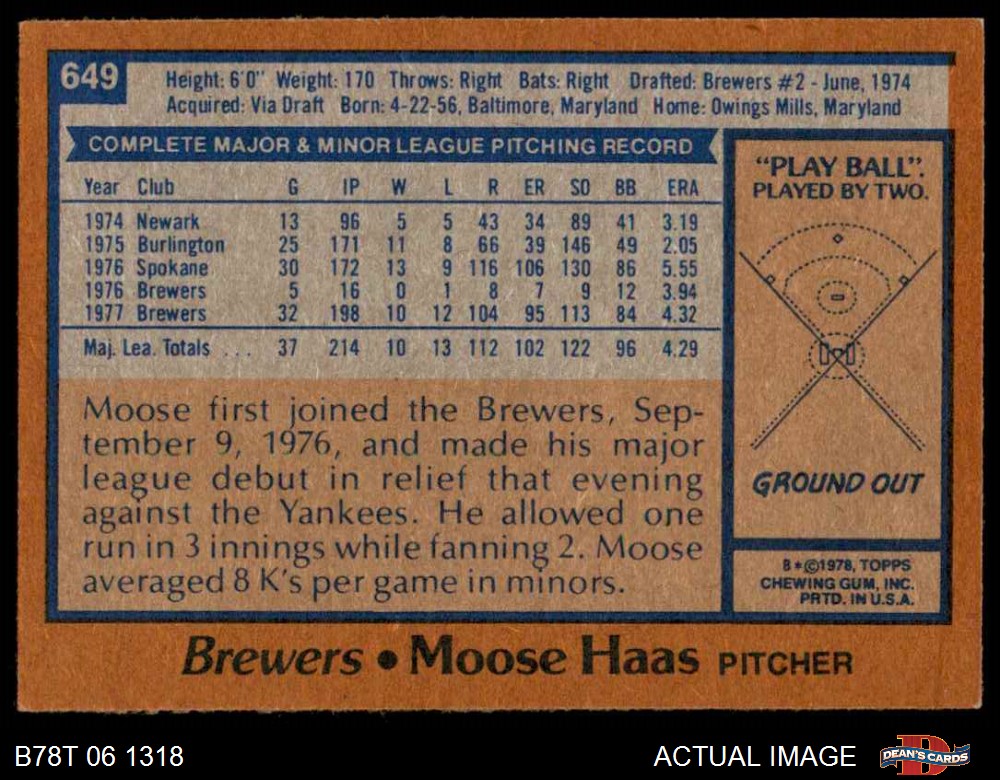 649
Height: 6'0" Weight: 170 Throws: Right Bats: Right Drafted: Brewers #2 - June, 1974
Acquired: Via Draft Born: 4-22-56, Baltimore, Maryland Home: Owings Mills, Maryland
COMPLETE MAJOR & MINOR LEAGUE PITCHING RECORD
Year Club G IP W L R ER SO BB ERA
1974 Newark 13 96 5 5 43 34 89 41 3.19
1975 Burlington 25 171 11 8 66 39 146 49 2.05
1976 Spokane 30 172 13 9 116 106 130 86 5.55
1976 Brewers 5 16 0 1 8 7 9 12 3.94
1977 Brewers 32 198 10 12 104 95 113 84 4.32
Maj. Lea. Totals ... 37 214 10 13 112 102 122 96 4.29
Moose first joined the Brewers, Sep-
tember 9, 1976, and made his major
league debut in relief that evening
against the Yankees. He allowed one
run in 3 innings while fanning 2. Moose
averaged 8 K's per game in minors.
"PLAY BALL".
PLAYED BY TWO.
GROUND OUT
B*©1978, TOPPS
CHEWING GUM, INC.
PRTD. IN U.S.A.
Brewers • Moose Haas PITCHER
B78T 06 1318
ACTUAL IMAGE
DEAN'S CARDS